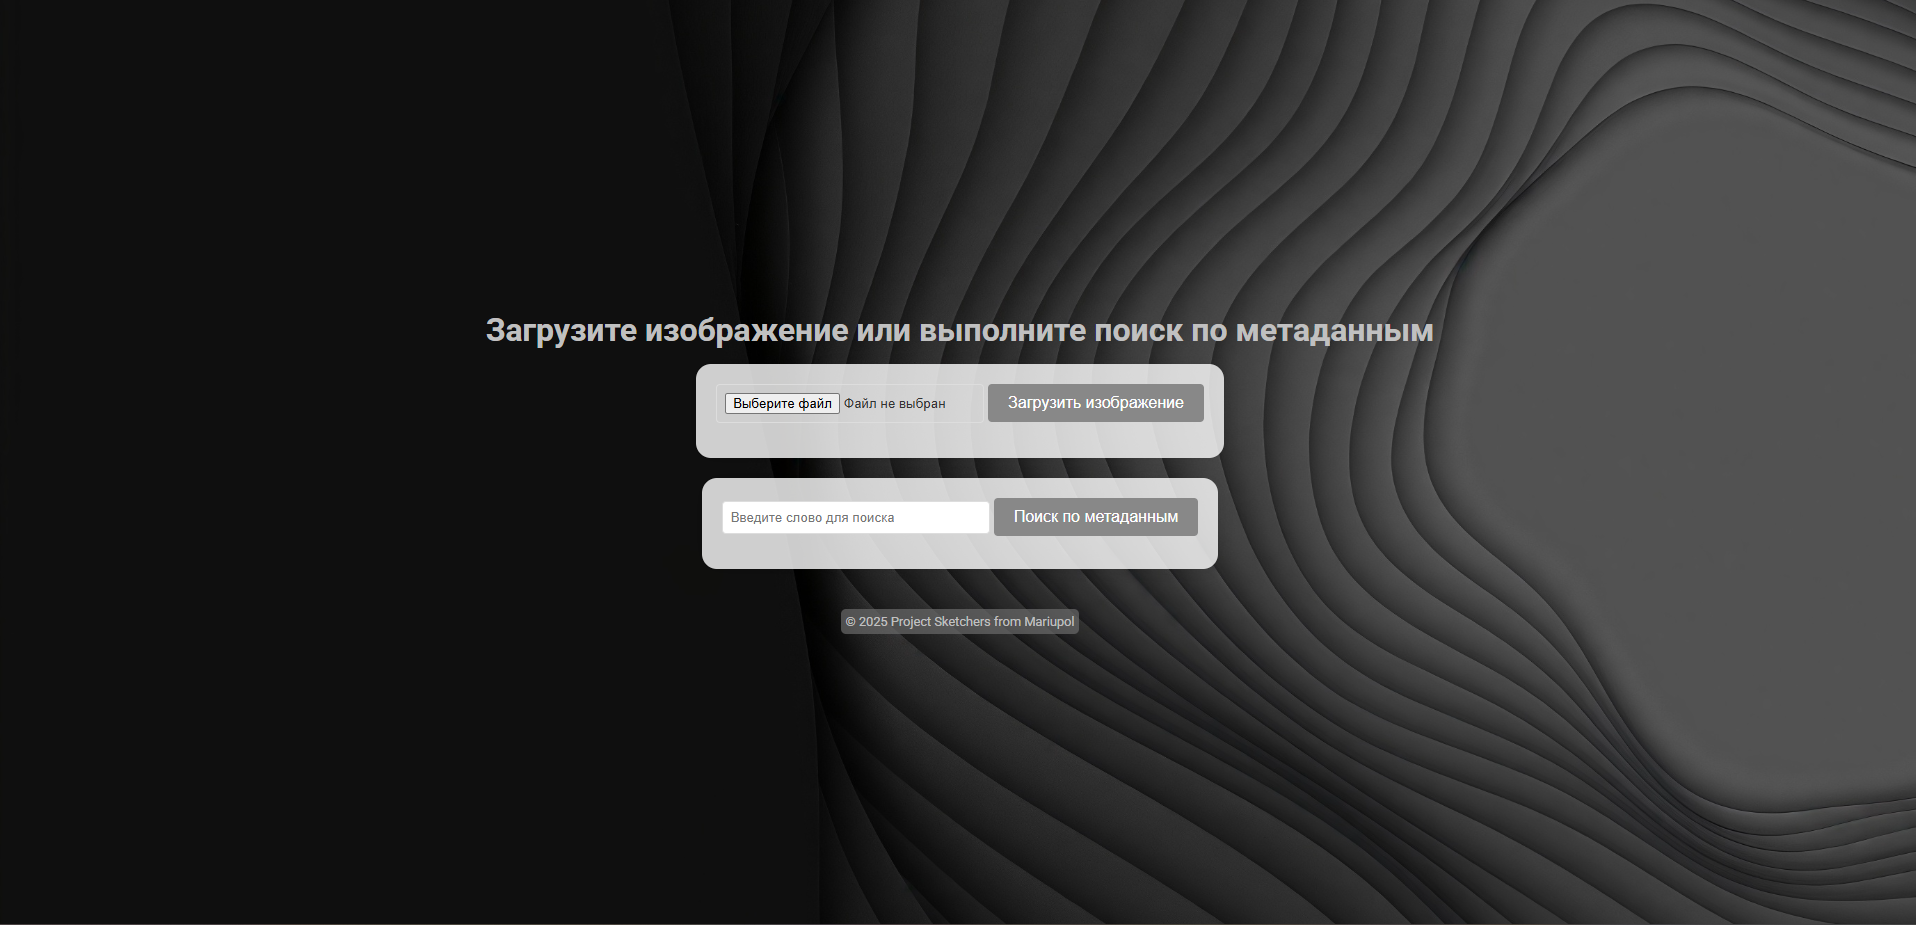 Загрузите изображение или выполните поиск по метаданным
Выберите файл Файл не выбран Загрузить изображение
Введите слово для поиска Поиск по метаданным
© 2025 Project Sketchers from Mariupol